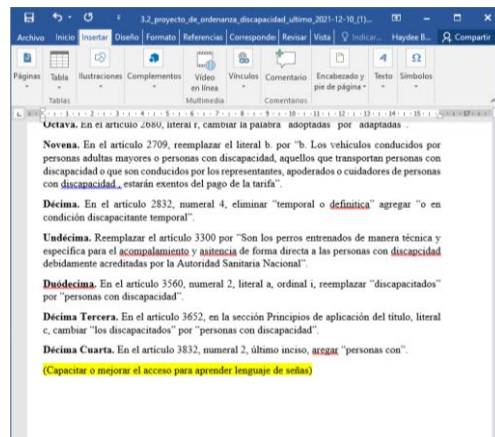 3.2_proyecto_de_ordenanza_discapacidad_ultimo_2021-12-10_(1)...
Archivo Inicio Insertar Diseño Formato Referencias Corresponder Revisar Vista Indicar... Haydee B... Compartir
Páginas Tabla Ilustraciones Complementos Vídeo en línea Vínculos Comentario Encabezado y pie de página Texto Símbolos
Tablas Multimedia Comentarios
Octava. En el artículo 2680, literal r, cambiar la palabra "adoptadas" por "adaptadas".
Novena. En el artículo 2709, reemplazar el literal b. por "b. Los vehículos conducidos por
personas adultas mayores o personas con discapacidad, aquellos que transportan personas con
discapacidad o que son conducidos por los representantes, apoderados o cuidadores de personas
con discapacidad , estarán exentos del pago de la tarifa".
Décima. En el artículo 2832, numeral 4, eliminar "temporal o definitica" agregar "o en
condición discapacitante temporal".
Undécima. Reemplazar el artículo 3300 por "Son los perros entrenados de manera técnica y
específica para el acompalamiento y asitencia de forma directa a las personas con discapcidad
debidamente acreditadas por la Autoridad Sanitaria Nacional".
Duódecima. En el artículo 3560, numeral 2, literal a, ordinal i, reemplazar "discapacitados"
por "personas con discapacidad".
Décima Tercera. En el artículo 3652, en la sección Principios de aplicación del título, literal
c, cambiar "los discapacitados" por "personas con discapacidad".
Décima Cuarta. En el artículo 3832, numeral 2, último inciso, aregar "personas con".
(Capacitar o mejorar el acceso para aprender lenguaje de señas)